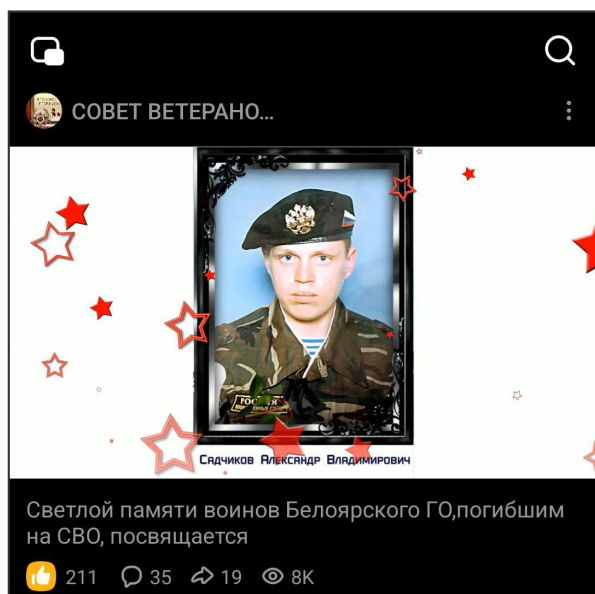 СОВЕТ ВЕТЕРАНО...
Садчиков Александр Владимирович
Светлой памяти воинов Белоярского ГО,погибшим
на СВО, посвящается
211 35 19 8K